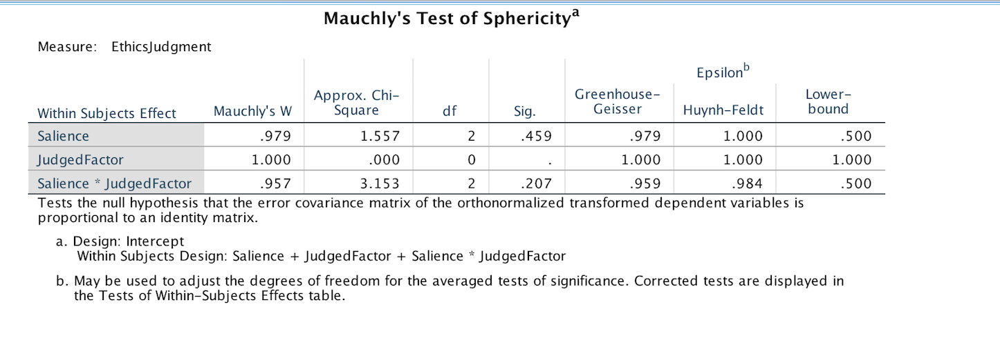 Mauchly's Test of Sphericity^a
Measure: EthicsJudgment
Epsilon^b
Within Subjects Effect Mauchly's W Approx. Chi-Square df Sig. Greenhouse-Geisser Huynh-Feldt Lower-bound
Salience .979 1.557 2 .459 .979 1.000 .500
JudgedFactor 1.000 .000 0 . 1.000 1.000 1.000
Salience * JudgedFactor .957 3.153 2 .207 .959 .984 .500
Tests the null hypothesis that the error covariance matrix of the orthonormalized transformed dependent variables is
proportional to an identity matrix.
a. Design: Intercept
Within Subjects Design: Salience + JudgedFactor + Salience * JudgedFactor
b. May be used to adjust the degrees of freedom for the averaged tests of significance. Corrected tests are displayed in
the Tests of Within-Subjects Effects table.